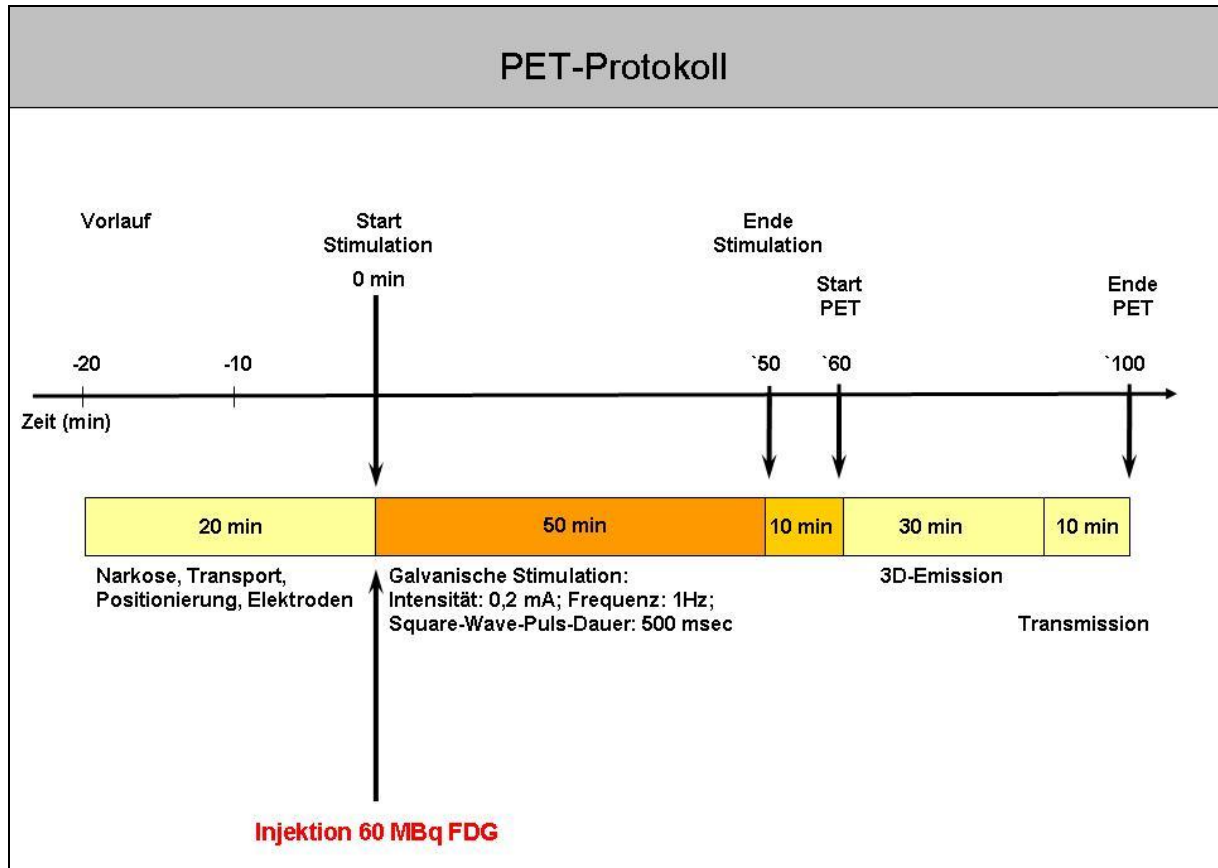 PET-Protokoll
Vorlauf
Start
Stimulation
0 min
Ende
Stimulation
Start
PET
Ende
PET
-20
-10
`50
`60
`100
Zeit (min)
20 min
50 min
10 min
30 min
10 min
Narkose, Transport,
Positionierung, Elektroden
Galvanische Stimulation:
Intensität: 0,2 mA; Frequenz: 1Hz;
Square-Wave-Puls-Dauer: 500 msec
3D-Emission
Transmission
Injektion 60 MBq FDG